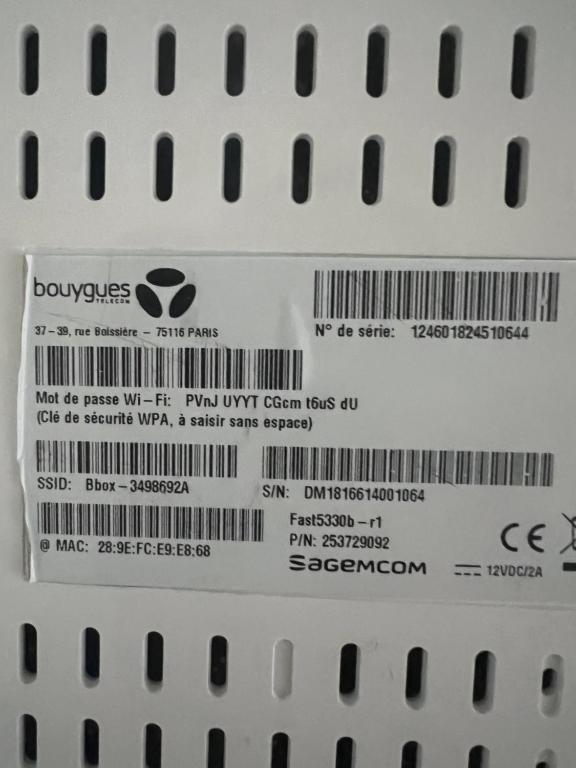 bouygues
TELECOM
37-39, rue Boissière - 75116 PARIS
N° de série: 124601824510644
Mot de passe Wi-Fi: PVnJ UYYT CGcm t6uS dU
(Clé de sécurité WPA, à saisir sans espace)
SSID: Bbox-3498692A
S/N: DM1816614001064
Fast5330b-r1
@ MAC: 28:9E:FC:E9:E8:68
P/N: 253729092
SAGEMCOM
CE
12VDC/2A